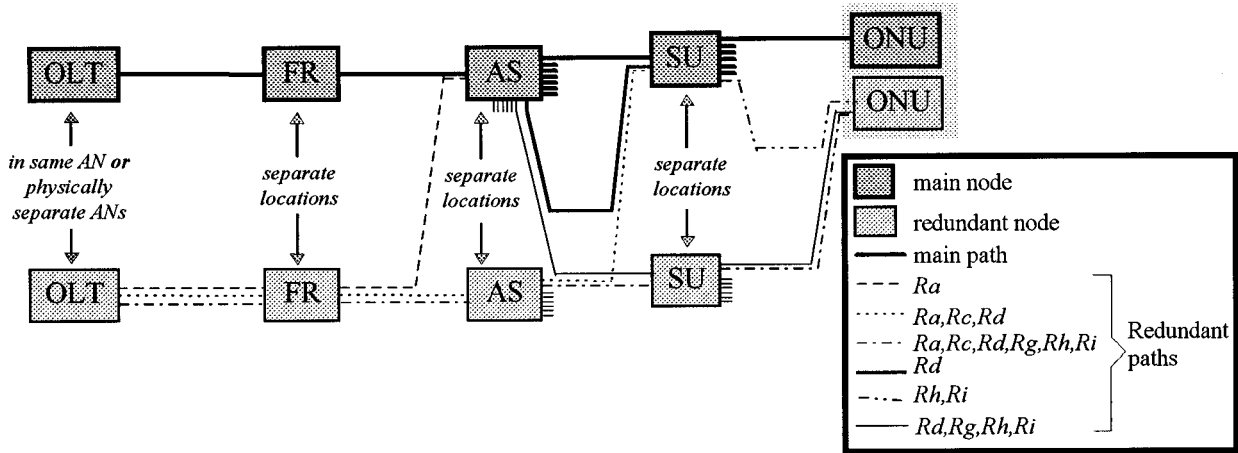 OLT
FR
AS
SU
ONU
ONU
in same AN or
physically
separate ANs
separate
locations
separate
locations
separate
locations
OLT
FR
AS
SU
main node
redundant node
main path
Ra
Ra,Rc,Rd
Ra,Rc,Rd,Rg,Rh,Ri
Rd
Rh,Ri
Rd,Rg,Rh,Ri
Redundant
paths